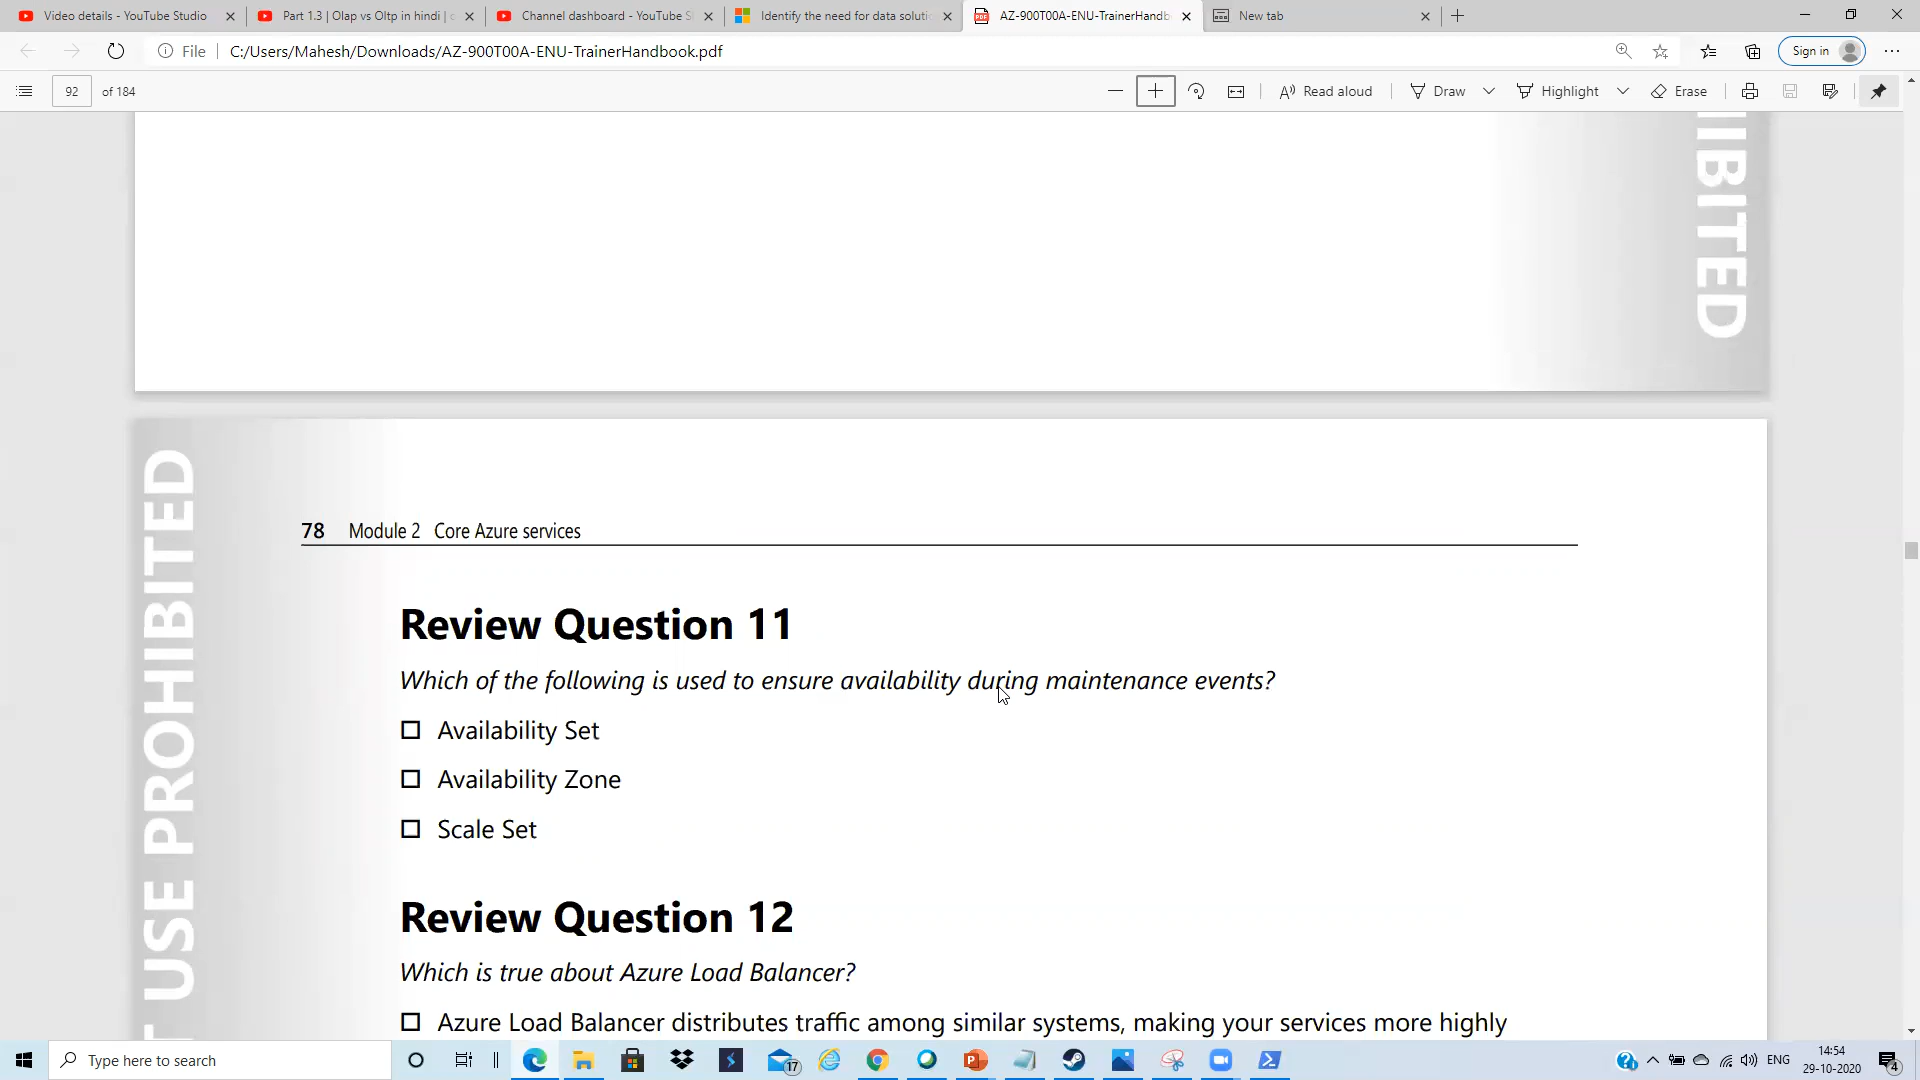 Video details - YouTube Studio
Part 1.3 | Olap vs Oltp in hindi |
Channel dashboard - YouTube S
Identify the need for data soluti
AZ-900T00A-ENU-TrainerHandb
New tab
File C:/Users/Mahesh/Downloads/AZ-900T00A-ENU-TrainerHandbook.pdf
Sign in
92 of 184
Read aloud
Draw
Highlight
Erase
IIBITED
USE PROHIBITED
78 Module 2 Core Azure services
Review Question 11
Which of the following is used to ensure availability during maintenance events?
Availability Set
Availability Zone
Scale Set
Review Question 12
Which is true about Azure Load Balancer?
Azure Load Balancer distributes traffic among similar systems, making your services more highly
Type here to search
17
ENG
14:54
29-10-2020
4